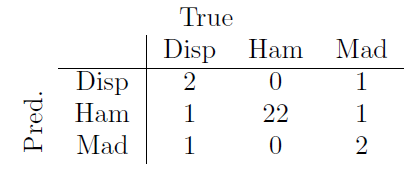 True
Disp Ham Mad
Disp 2 0 1
Ham 1 22 1
Mad 1 0 2
Pred.